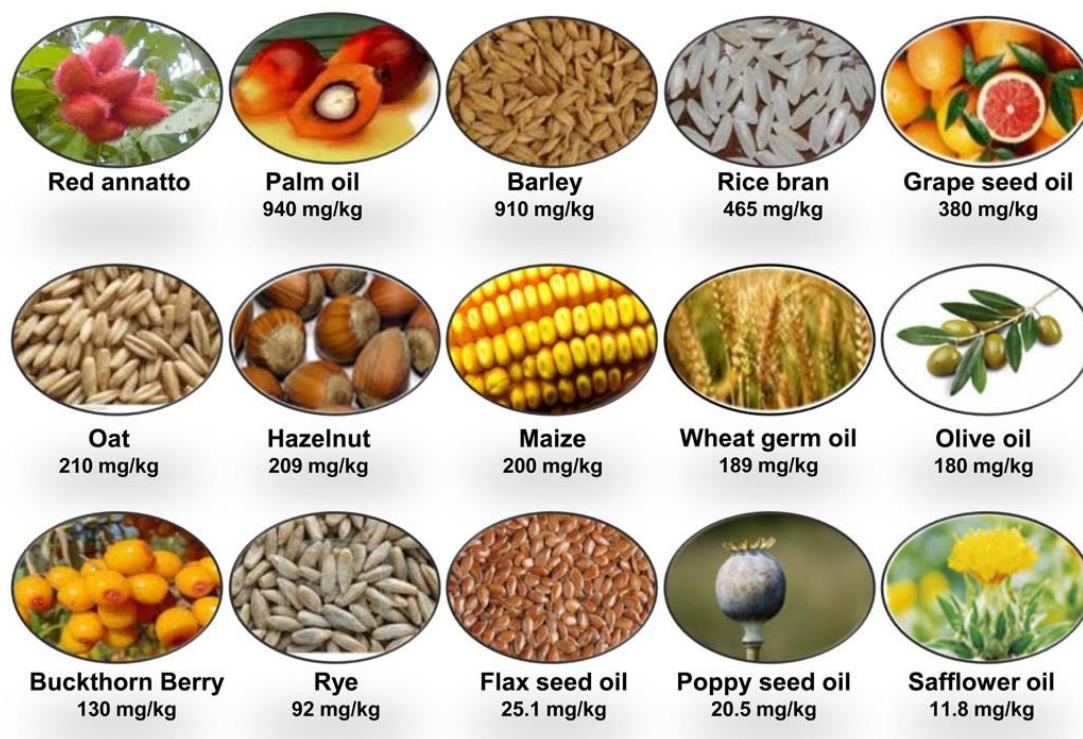 Red annatto
Palm oil
940 mg/kg
Barley
910 mg/kg
Rice bran
465 mg/kg
Grape seed oil
380 mg/kg
Oat
210 mg/kg
Hazelnut
209 mg/kg
Maize
200 mg/kg
Wheat germ oil
189 mg/kg
Olive oil
180 mg/kg
Buckthorn Berry
130 mg/kg
Rye
92 mg/kg
Flax seed oil
25.1 mg/kg
Poppy seed oil
20.5 mg/kg
Safflower oil
11.8 mg/kg